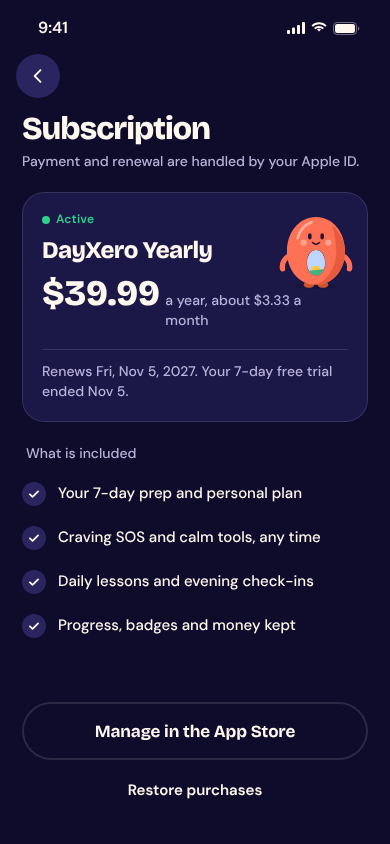 9:41
Subscription
Payment and renewal are handled by your Apple ID.
Active
DayXero Yearly
$39.99 a year, about $3.33 a
month
Renews Fri, Nov 5, 2027. Your 7-day free trial
ended Nov 5.
What is included
Your 7-day prep and personal plan
Craving SOS and calm tools, any time
Daily lessons and evening check-ins
Progress, badges and money kept
Manage in the App Store
Restore purchases